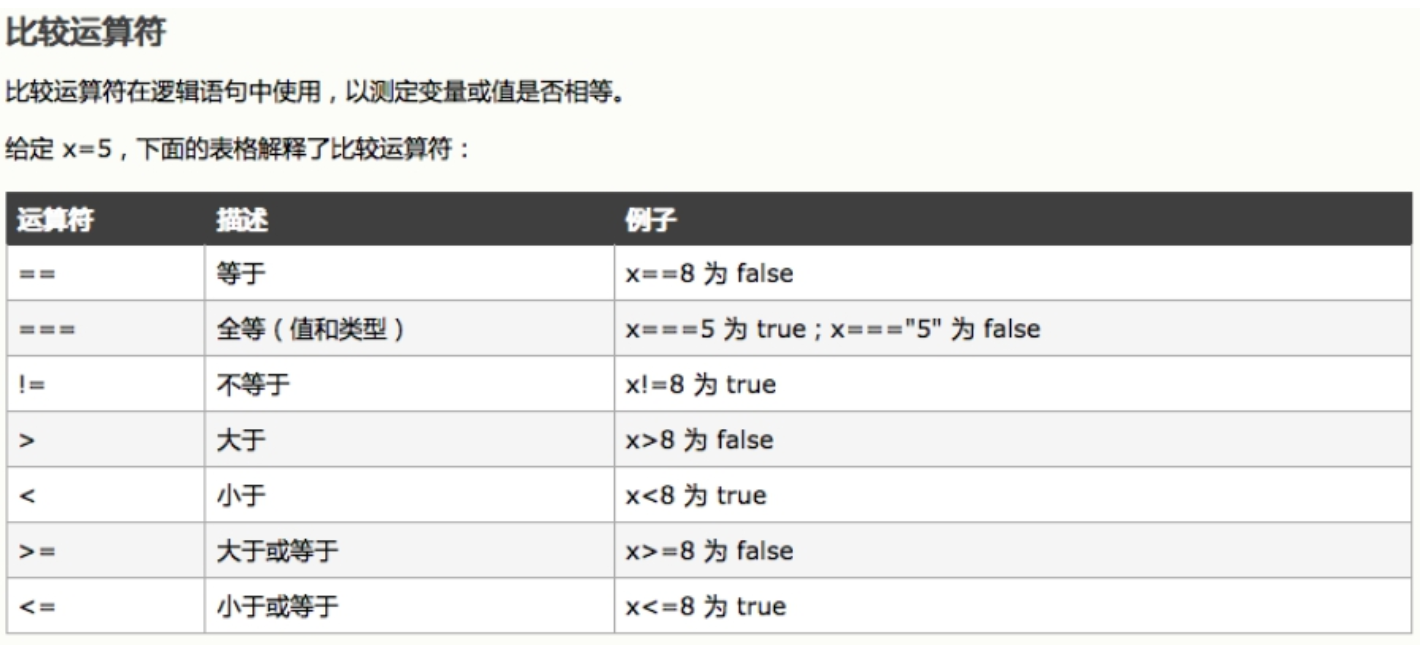 比较运算符
比较运算符在逻辑语句中使用，以测定变量或值是否相等。
给定 x=5，下面的表格解释了比较运算符：
运算符 描述 例子
== 等于 x==8 为 false
=== 全等（值和类型） x===5 为 true；x==="5" 为 false
!= 不等于 x!=8 为 true
> 大于 x>8 为 false
< 小于 x<8 为 true
>= 大于或等于 x>=8 为 false
<= 小于或等于 x<=8 为 true